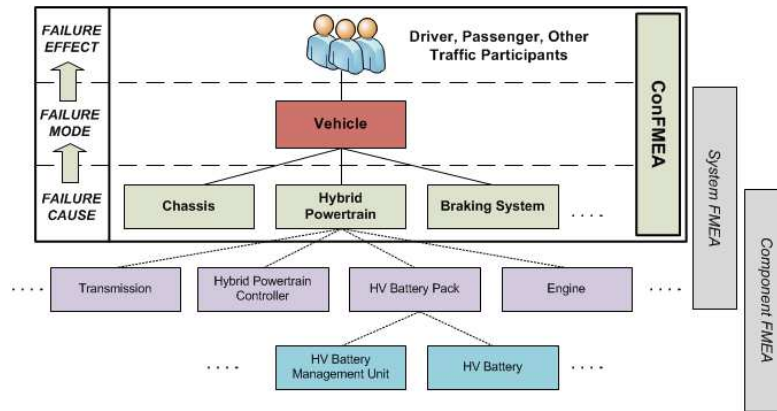 FAILURE
EFFECT
Driver, Passenger, Other
Traffic Participants
FAILURE
MODE
Vehicle
ConFMEA
System FMEA
FAILURE
CAUSE
Chassis
Hybrid
Powertrain
Braking System
. . . .
Component FMEA
. . . .
Transmission
Hybrid Powertrain
Controller
HV Battery Pack
Engine
. . . .
. . . .
HV Battery
Management Unit
HV Battery
. . . .